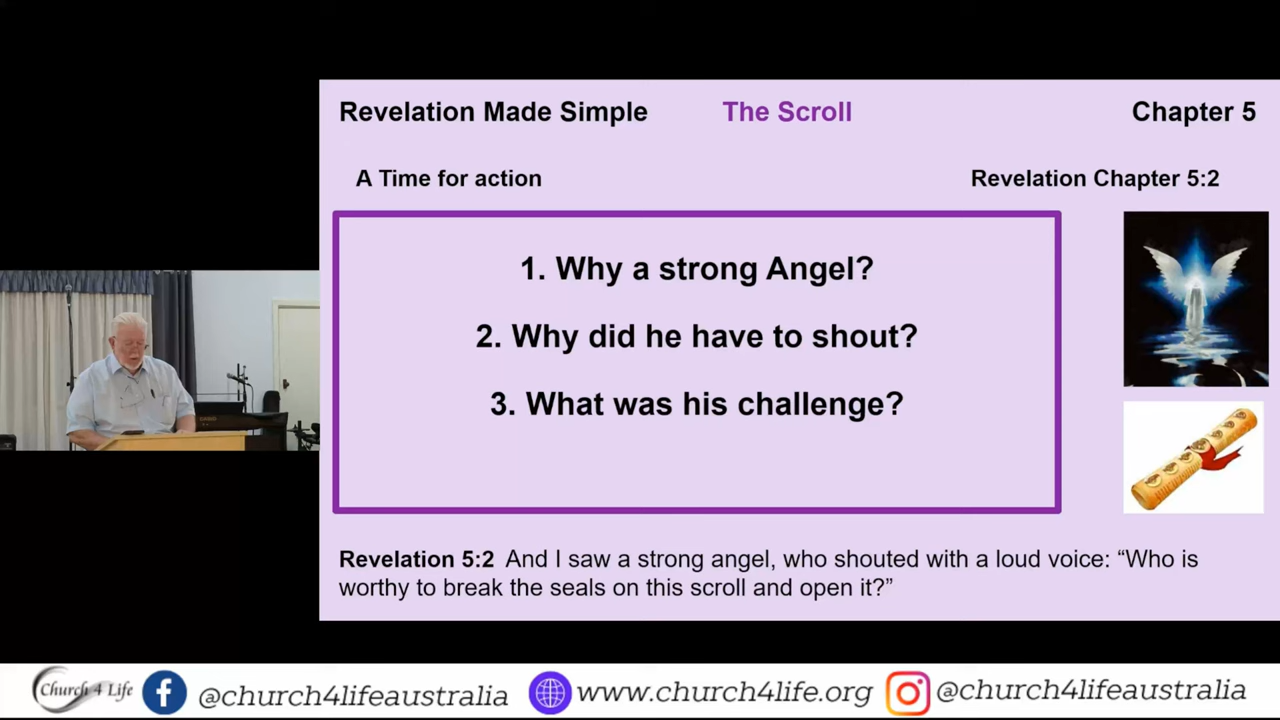 Revelation Made Simple The Scroll Chapter 5
A Time for action Revelation Chapter 5:2
1. Why a strong Angel?
2. Why did he have to shout?
3. What was his challenge?
Revelation 5:2 And I saw a strong angel, who shouted with a loud voice: “Who is
worthy to break the seals on this scroll and open it?”
Church 4 Life @church4lifeaustralia www.church4life.org @church4lifeaustralia